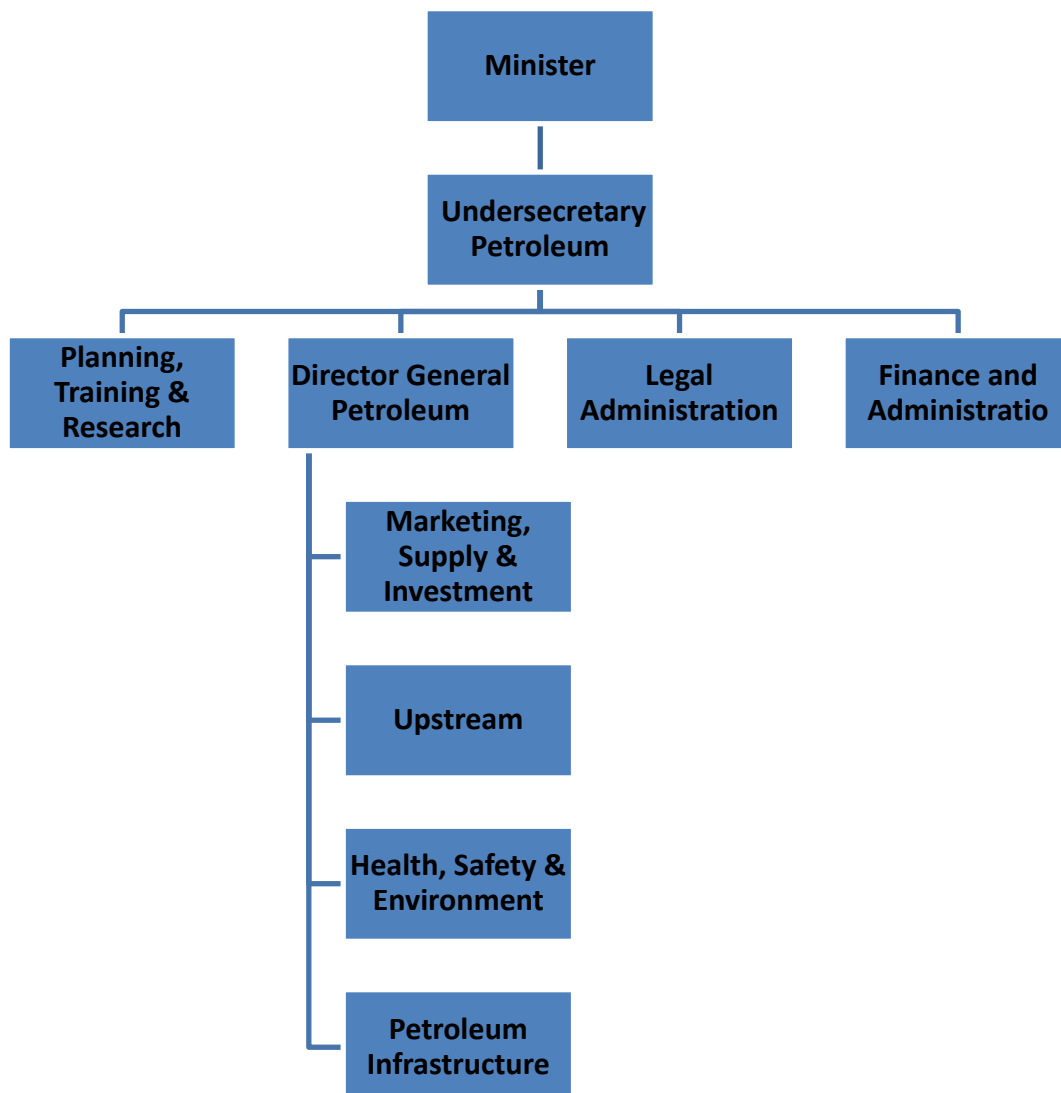 Minister
Undersecretary
Petroleum
Planning,
Training &
Research
Director General
Petroleum
Legal
Administration
Finance and
Administratio
Marketing,
Supply &
Investment
Upstream
Health, Safety &
Environment
Petroleum
Infrastructure